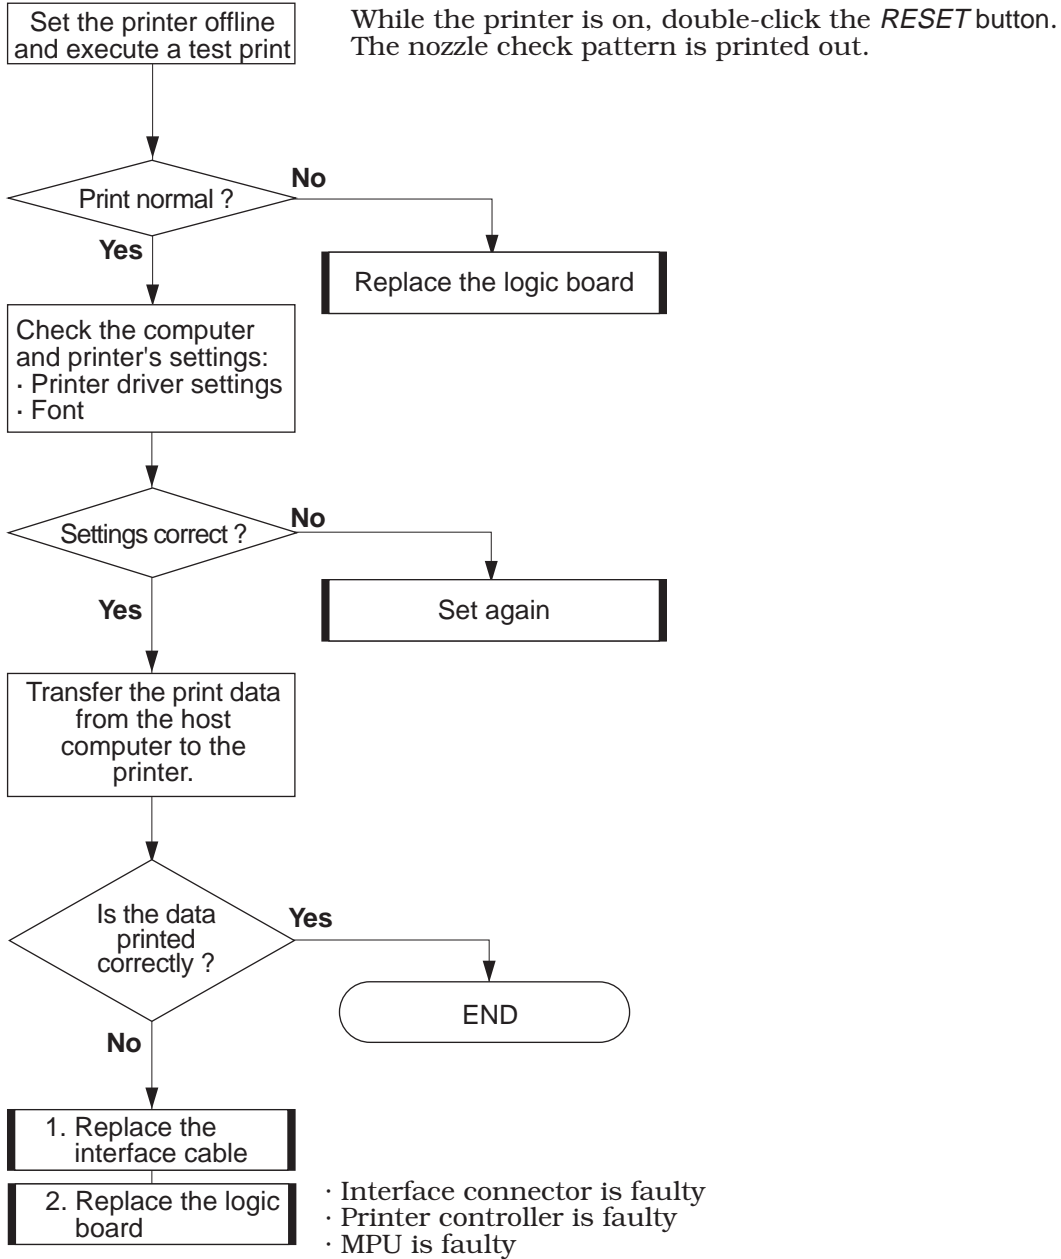 Set the printer offline
and execute a test print
While the printer is on, double-click the RESET button.
The nozzle check pattern is printed out.
Print normal ?
No
Yes
Replace the logic board
Check the computer
and printer's settings:
· Printer driver settings
· Font
Settings correct ?
No
Yes
Set again
Transfer the print data
from the host
computer to the
printer.
Is the data
printed
correctly ?
Yes
END
No
1. Replace the
interface cable
2. Replace the logic
board
· Interface connector is faulty
· Printer controller is faulty
· MPU is faulty